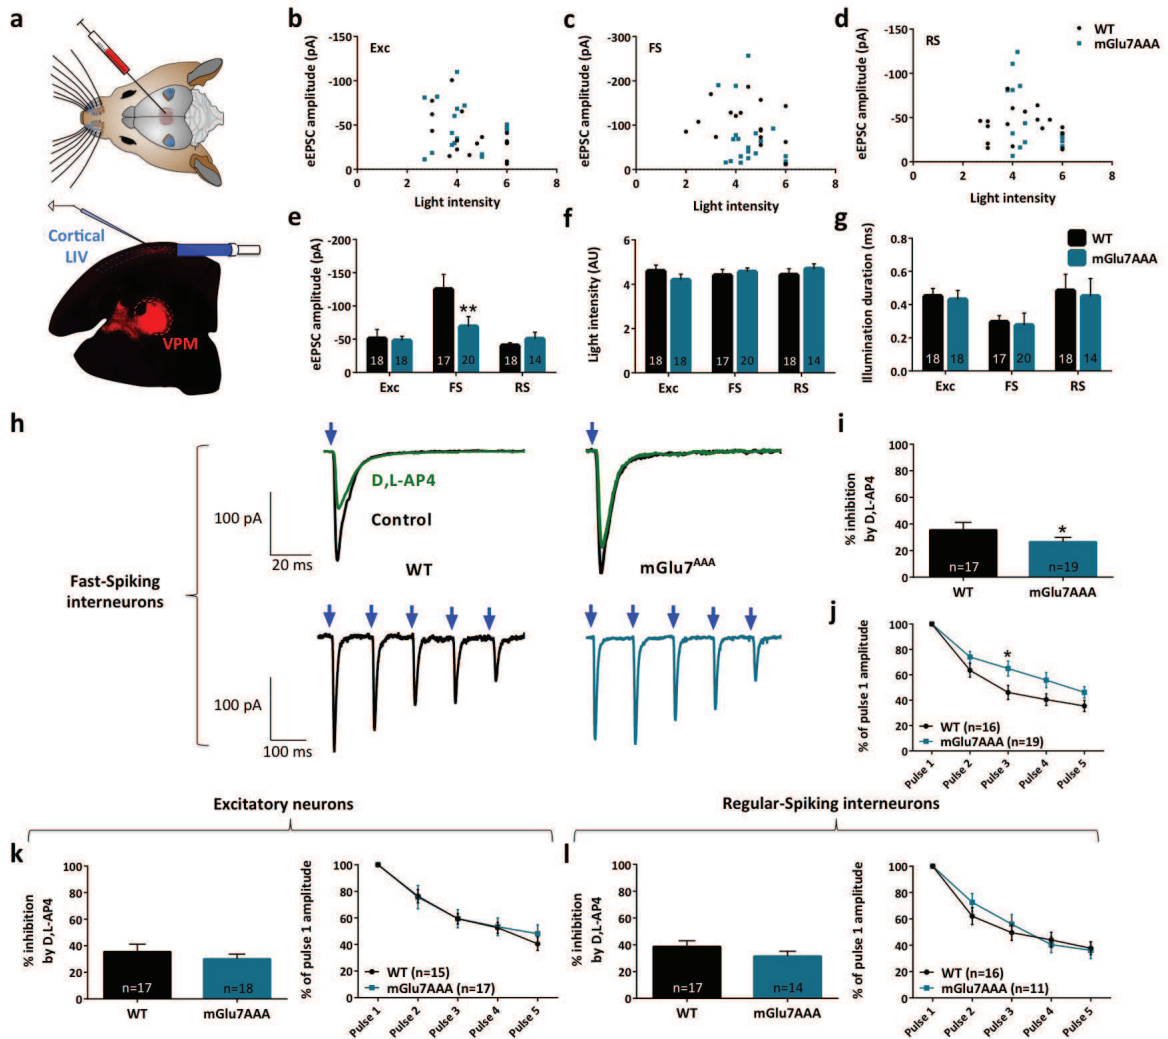 a
Cortical
LIV
VPM
b
eEPSC amplitude (pA)
-150
-100
-50
0
Exc
0 2 4 6 8
Light intensity
c
eEPSC amplitude (pA)
-300
-200
-100
0
FS
0 2 4 6 8
Light intensity
d
eEPSC amplitude (pA)
-150
-100
-50
0
RS
WT
mGlu7AAA
0 2 4 6 8
Light intensity
e
eEPSC amplitude (pA)
-200
-150
-100
-50
0
**
18 18 17 20 18 14
Exc FS RS
f
Light intensity (AU)
6
4
2
0
18 18 17 20 18 14
Exc FS RS
g
Illumination duration (ms)
0.8
0.6
0.4
0.2
0.0
WT
mGlu7AAA
18 18 17 20 18 14
Exc FS RS
h
Fast-Spiking
interneurons
100 pA
20 ms
D,L-AP4
Control
WT
mGlu7AAA
100 pA
100 ms
i
% inhibition
by D,L-AP4
100
80
60
40
20
0
*
n=17 n=19
WT mGlu7AAA
j
% of pulse 1 amplitude
100
80
60
40
20
0
*
WT (n=16)
mGlu7AAA (n=19)
Pulse 1 Pulse 2 Pulse 3 Pulse 4 Pulse 5
Excitatory neurons
k
% inhibition
by D,L-AP4
100
80
60
40
20
0
n=17 n=18
WT mGlu7AAA
% of pulse 1 amplitude
100
80
60
40
20
0
WT (n=15)
mGlu7AAA (n=17)
Pulse 1 Pulse 2 Pulse 3 Pulse 4 Pulse 5
Regular-Spiking interneurons
l
% inhibition
by D,L-AP4
100
80
60
40
20
0
n=17 n=14
WT mGlu7AAA
% of pulse 1 amplitude
100
80
60
40
20
0
WT (n=16)
mGlu7AAA (n=11)
Pulse 1 Pulse 2 Pulse 3 Pulse 4 Pulse 5